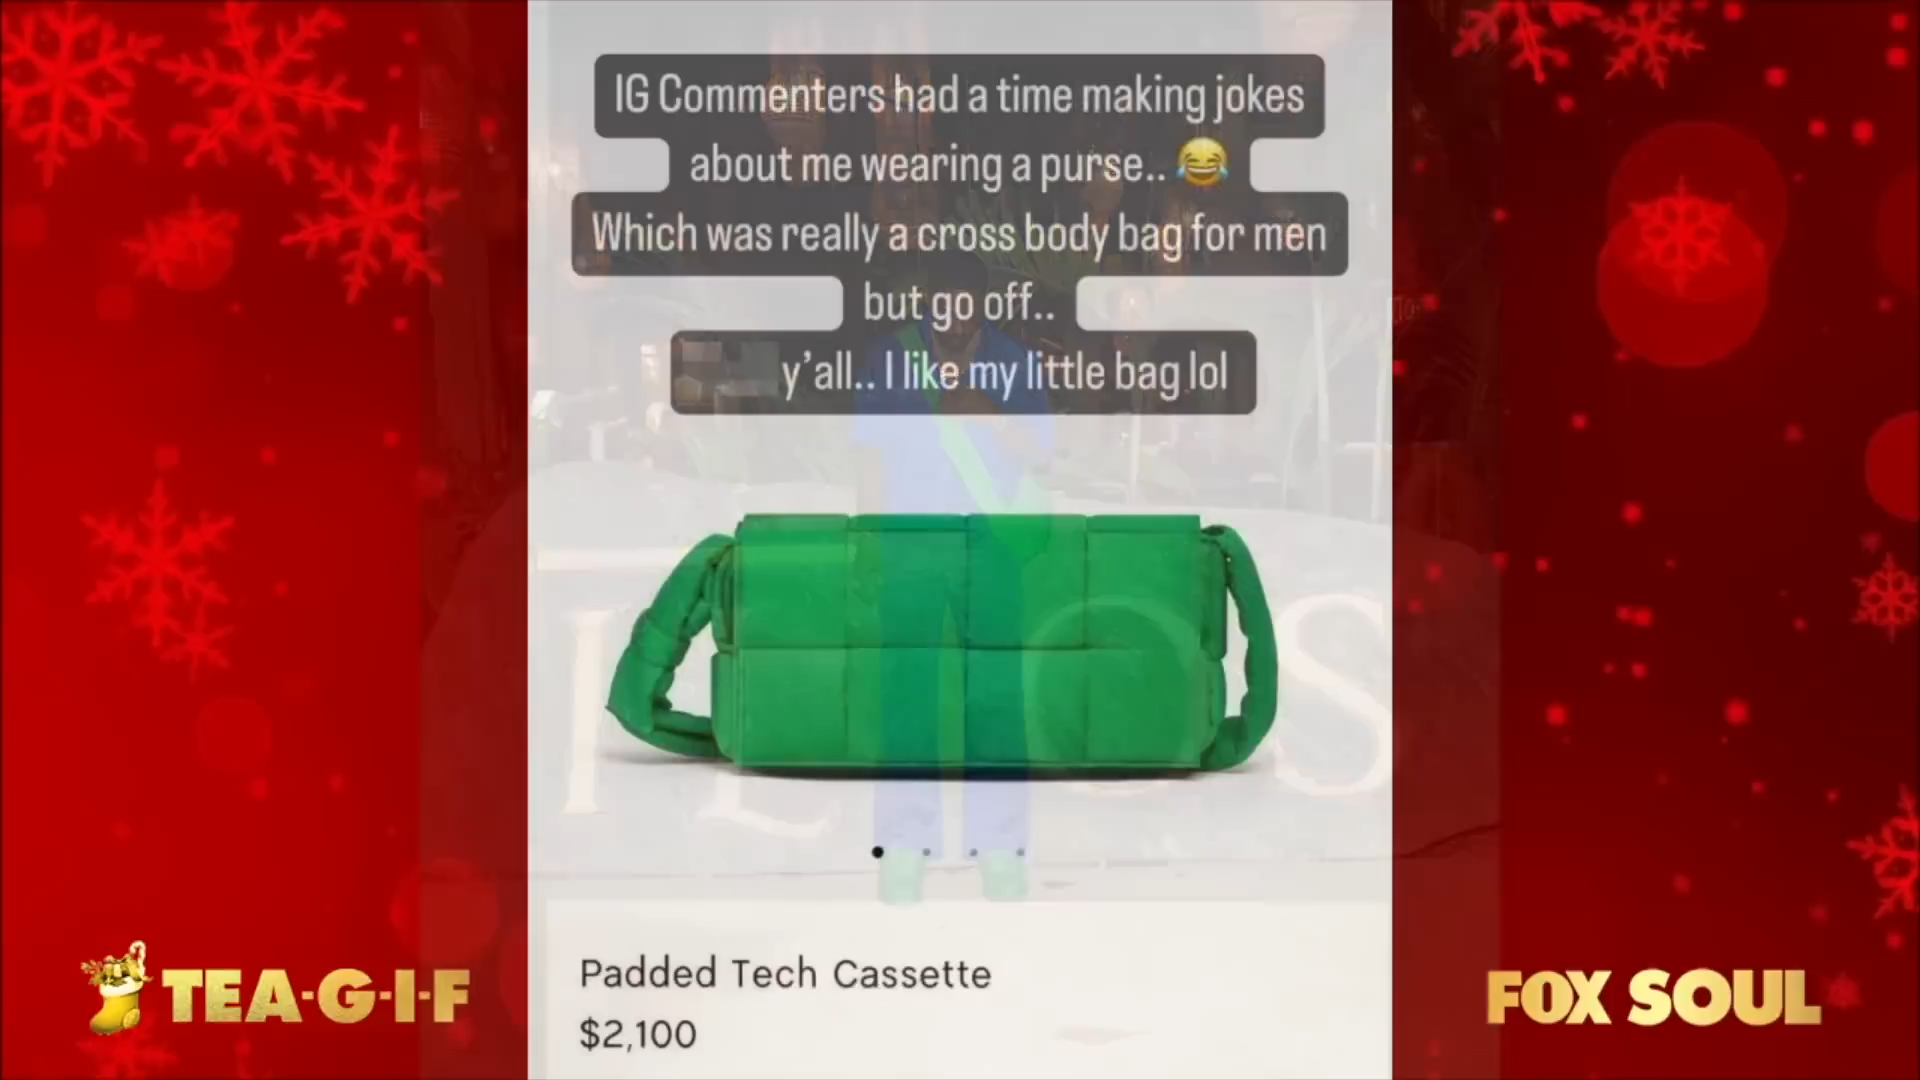 IG Commenters had a time making jokes
about me wearing a purse.. 😂
Which was really a cross body bag for men
but go off..
y'all.. I like my little bag lol
Padded Tech Cassette
$2,100
TEA-G-I-F
FOX SOUL